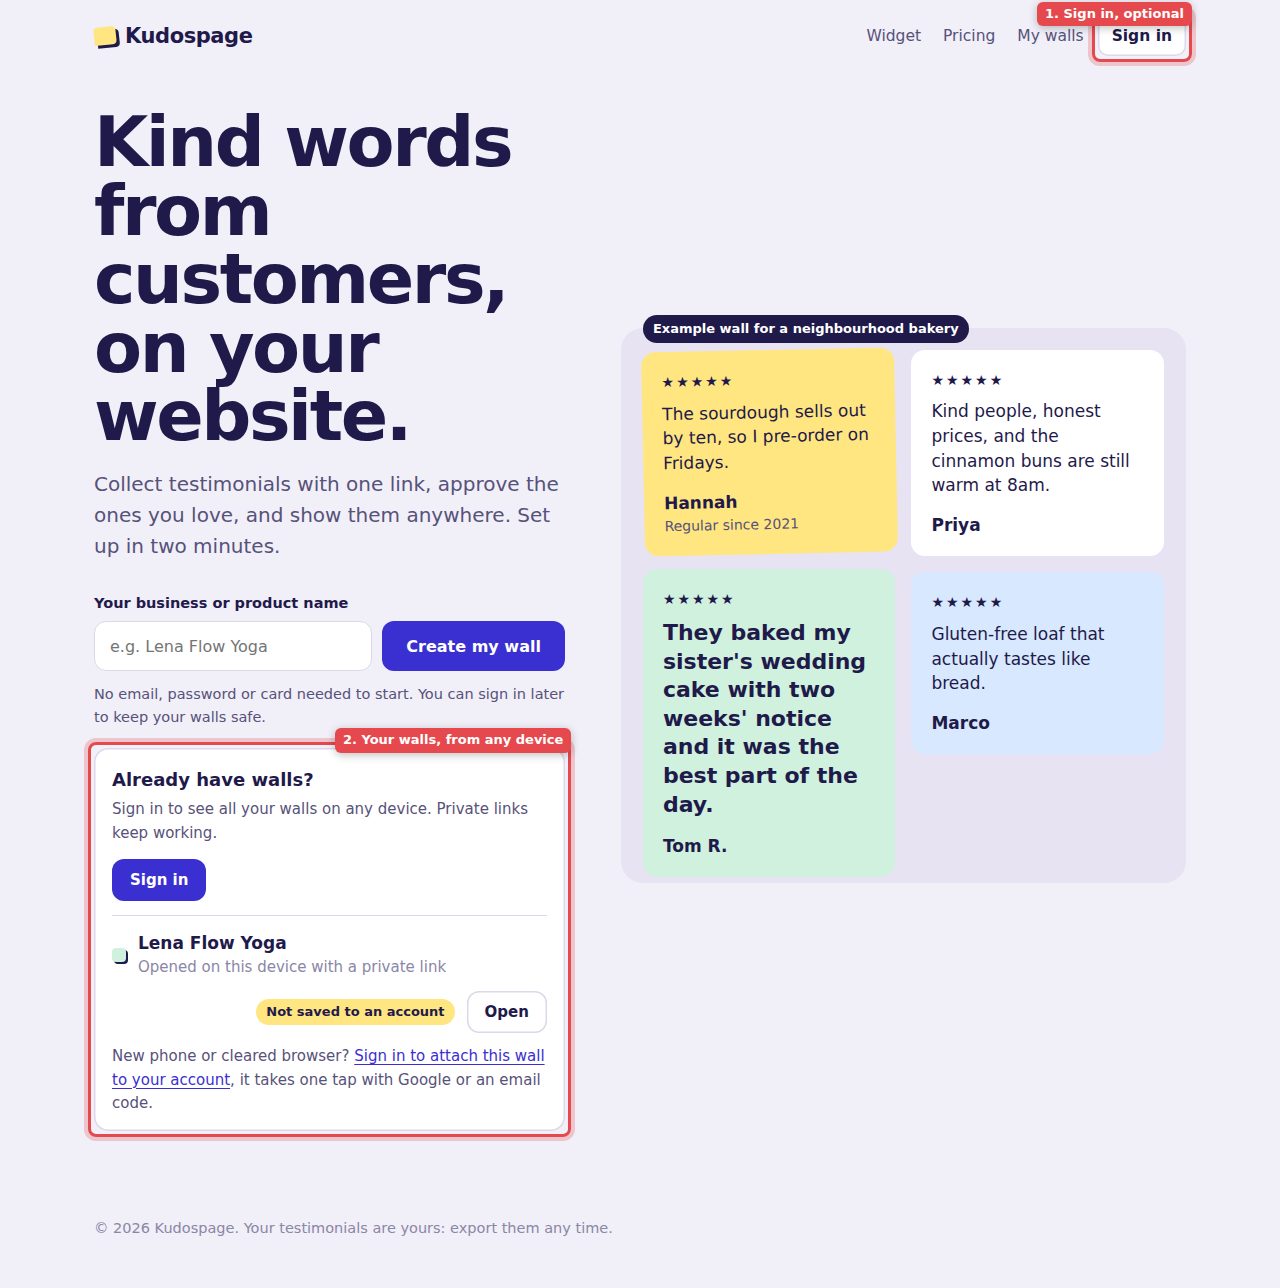 Kudospage
Widget
Pricing
My walls
1. Sign in, optional
Sign in
Kind words
from
customers,
on your
website.
Collect testimonials with one link, approve the
ones you love, and show them anywhere. Set
up in two minutes.
Your business or product name
e.g. Lena Flow Yoga
Create my wall
No email, password or card needed to start. You can sign in later
to keep your walls safe.
2. Your walls, from any device
Already have walls?
Sign in to see all your walls on any device. Private links
keep working.
Sign in
Lena Flow Yoga
Opened on this device with a private link
Not saved to an account
Open
New phone or cleared browser? Sign in to attach this wall
to your account, it takes one tap with Google or an email
code.
Example wall for a neighbourhood bakery
★★★★★
The sourdough sells out
by ten, so I pre-order on
Fridays.
Hannah
Regular since 2021
★★★★★
Kind people, honest
prices, and the
cinnamon buns are still
warm at 8am.
Priya
★★★★★
They baked my
sister's wedding
cake with two
weeks' notice
and it was the
best part of the
day.
Tom R.
★★★★★
Gluten-free loaf that
actually tastes like
bread.
Marco
© 2026 Kudospage. Your testimonials are yours: export them any time.